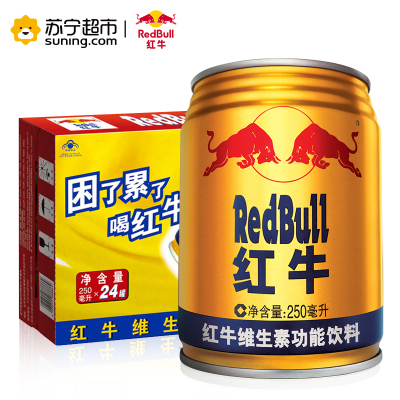 苏宁超市
suning.com
RedBull
红牛
困了累了
喝红牛
净含量
250
毫升
×24罐
红牛维生
RedBull
®
红牛
净含量:250毫升
红牛维生素功能饮料